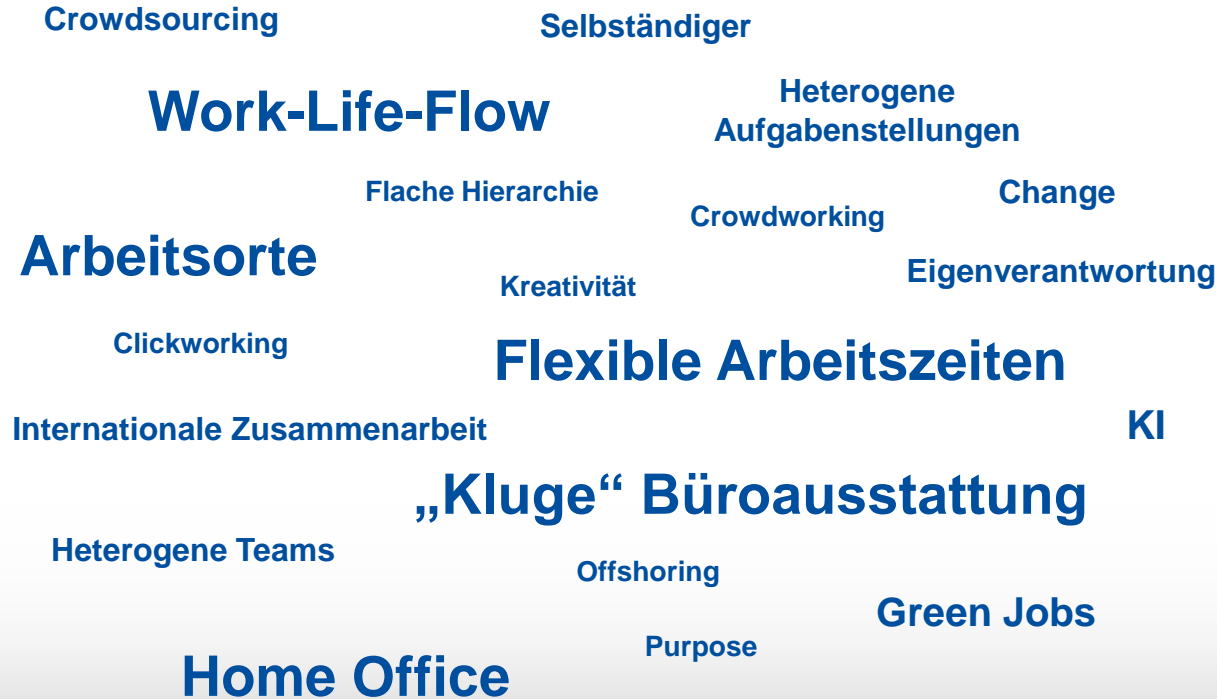 Crowdsourcing
Selbständiger
Work-Life-Flow
Heterogene
Aufgabenstellungen
Flache Hierarchie
Change
Crowdworking
Arbeitsorte
Kreativität
Eigenverantwortung
Clickworking
Flexible Arbeitszeiten
Internationale Zusammenarbeit
KI
„Kluge“ Büroausstattung
Heterogene Teams
Offshoring
Green Jobs
Purpose
Home Office